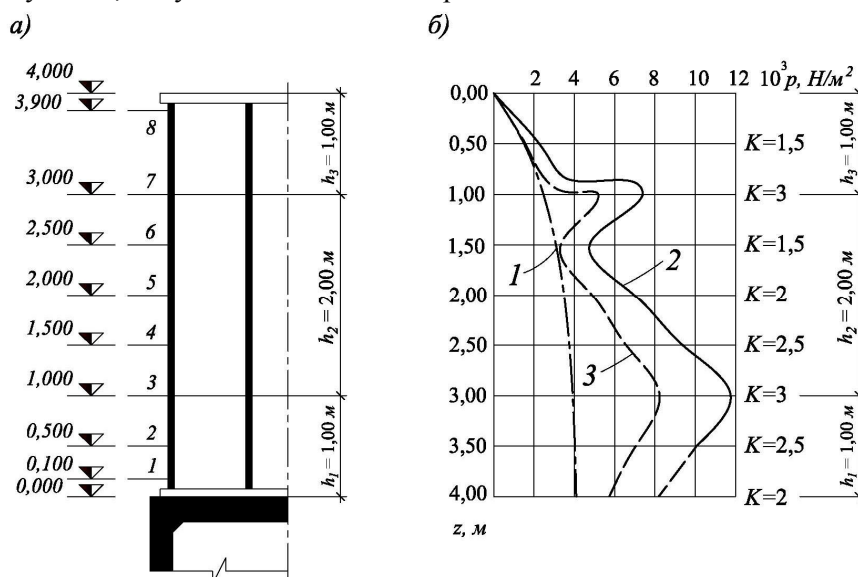 а)
б)
4,000
3,900
3,000
2,500
2,000
1,500
1,000
0,500
0,100
0,000
8
7
6
5
4
3
2
1
h₃ = 1,00 м
h₂ = 2,00 м
h₁ = 1,00 м
2 4 6 8 10 12 10³p, Н/м²
0,00
0,50
1,00
1,50
2,00
2,50
3,00
3,50
4,00
z, м
1
2
3
K=1,5
K=3
K=1,5
K=2
K=2,5
K=3
K=2,5
K=2
h₃ = 1,00 м
h₂ = 2,00 м
h₁ = 1,00 м